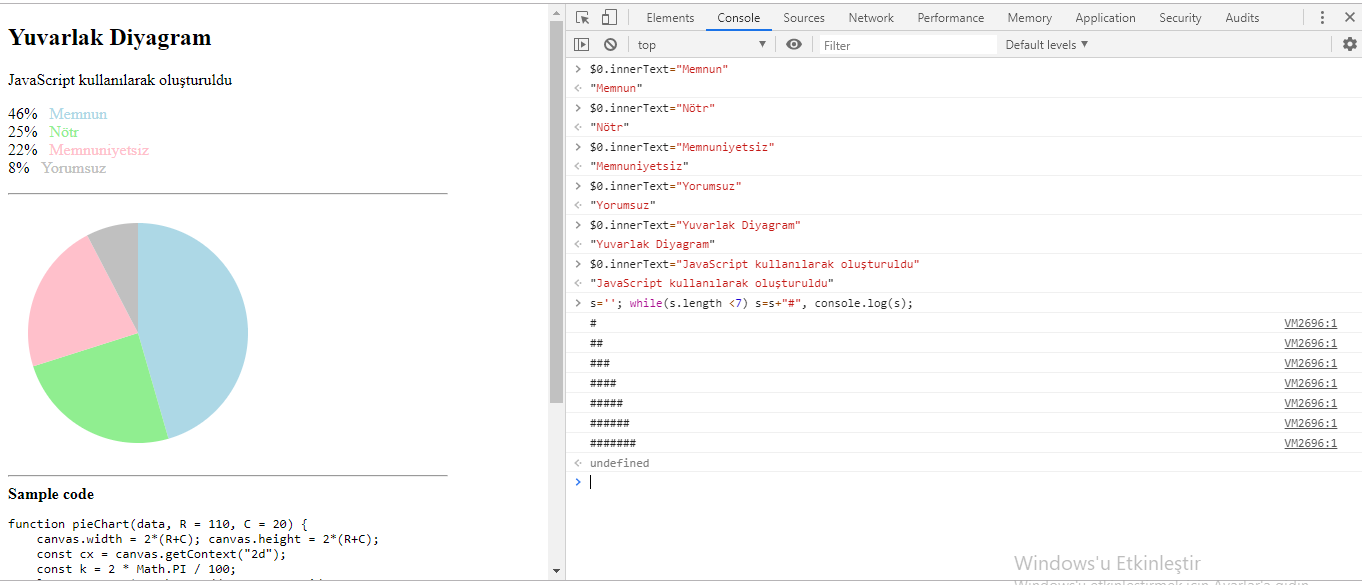 Yuvarlak Diyagram
JavaScript kullanılarak oluşturuldu
46% Memnun
25% Nötr
22% Memnuniyetsiz
8% Yorumsuz
Sample code
function pieChart(data, R = 110, C = 20) {
canvas.width = 2*(R+C); canvas.height = 2*(R+C);
const cx = canvas.getContext("2d");
const k = 2 * Math.PI / 100;
Elements Console Sources Network Performance Memory Application Security Audits
top Filter Default levels
> $0.innerText="Memnun"
"Memnun"
> $0.innerText="Nötr"
"Nötr"
> $0.innerText="Memnuniyetsiz"
"Memnuniyetsiz"
> $0.innerText="Yorumsuz"
"Yorumsuz"
> $0.innerText="Yuvarlak Diyagram"
"Yuvarlak Diyagram"
> $0.innerText="JavaScript kullanılarak oluşturuldu"
"JavaScript kullanılarak oluşturuldu"
> s=''; while(s.length <7) s=s+"#", console.log(s);
# VM2696:1
## VM2696:1
### VM2696:1
#### VM2696:1
##### VM2696:1
###### VM2696:1
####### VM2696:1
undefined
>
Windows'u Etkinleştir